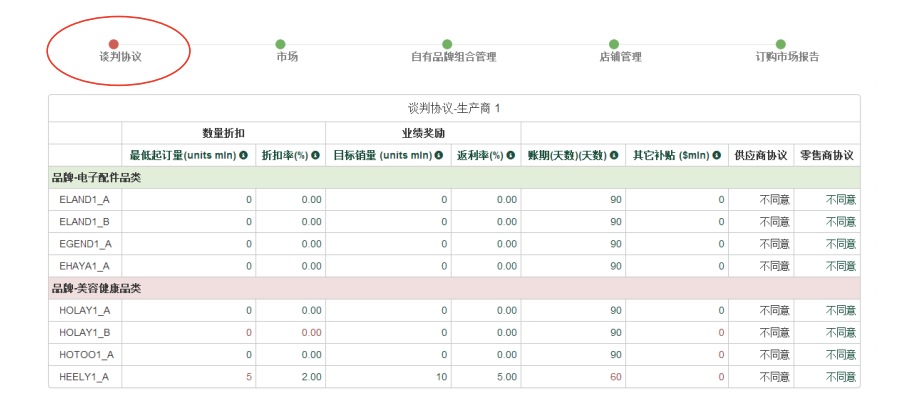 谈判协议 市场 自有品牌组合管理 店铺管理 订购市场报告
谈判协议-生产商 1
数量折扣 业绩奖励
最低起订量(units mln) 折扣率(%) 目标销量 (units mln) 返利率(%) 账期(天数)(天数) 其它补贴 ($mln) 供应商协议 零售商协议
品牌-电子配件品类
ELAND1_A 0 0.00 0 0.00 90 0 不同意 不同意
ELAND1_B 0 0.00 0 0.00 90 0 不同意 不同意
EGEND1_A 0 0.00 0 0.00 90 0 不同意 不同意
EHAYA1_A 0 0.00 0 0.00 90 0 不同意 不同意
品牌-美容健康品类
HOLAY1_A 0 0.00 0 0.00 90 0 不同意 不同意
HOLAY1_B 0 0.00 0 0.00 90 0 不同意 不同意
HOTOO1_A 0 0.00 0 0.00 90 0 不同意 不同意
HEELY1_A 5 2.00 10 5.00 60 0 不同意 不同意